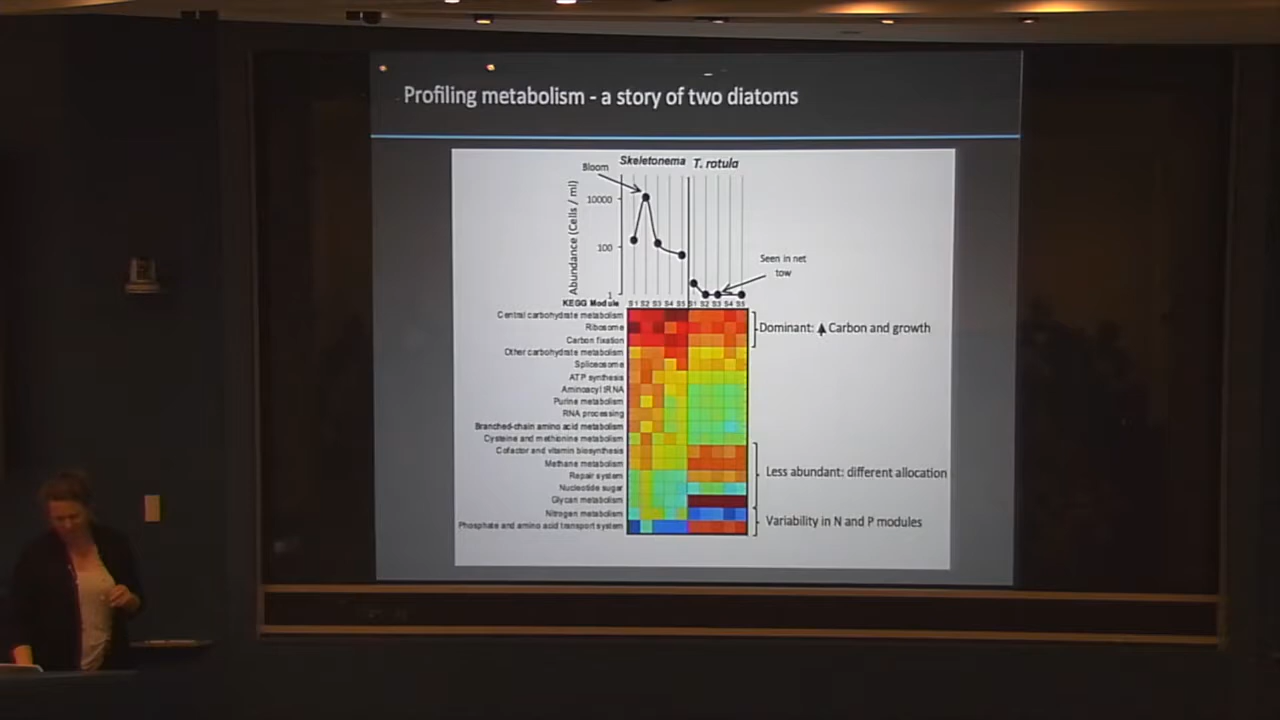 Profiling metabolism - a story of two diatoms
Skeletonema T. rotula
Bloom
Abundance (Cells / ml)
10000
100
1
Seen in net
tow
KEGG Module S1 S2 S3 S4 S5 S1 S2 S3 S4 S5
Central carbohydrate metabolism
Ribosome
Carbon fixation
Other carbohydrate metabolism
Spliceosome
ATP synthesis
Aminoacyl tRNA
Purine metabolism
RNA processing
Branched-chain amino acid metabolism
Cysteine and methionine metabolism
Cofactor and vitamin biosynthesis
Methane metabolism
Repair system
Nucleotide sugar
Glycan metabolism
Nitrogen metabolism
Phosphate and amino acid transport system
Dominant: Carbon and growth
Less abundant: different allocation
Variability in N and P modules